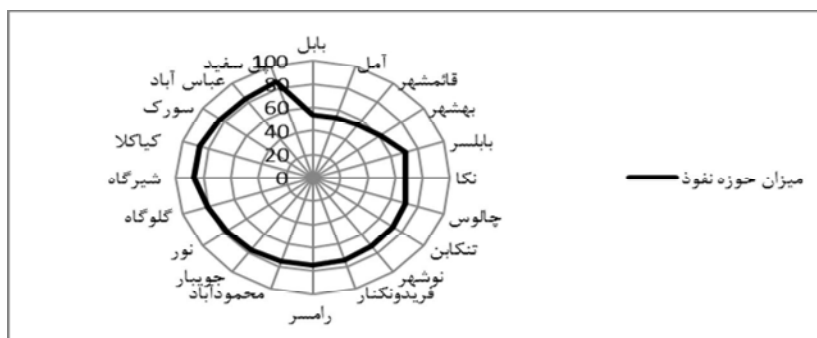 بابل
آمل
قائمشهر
بهشهر
بابلسر
نکا
چالوس
تنکابن
نوشهر
فریدونکنار
رامسر
محمودآباد
جویبار
نور
گلوگاه
شیرگاه
کیاکلا
سورک
عباس آباد
پل سفید
100
80
60
40
20
0
میزان حوزه نفوذ